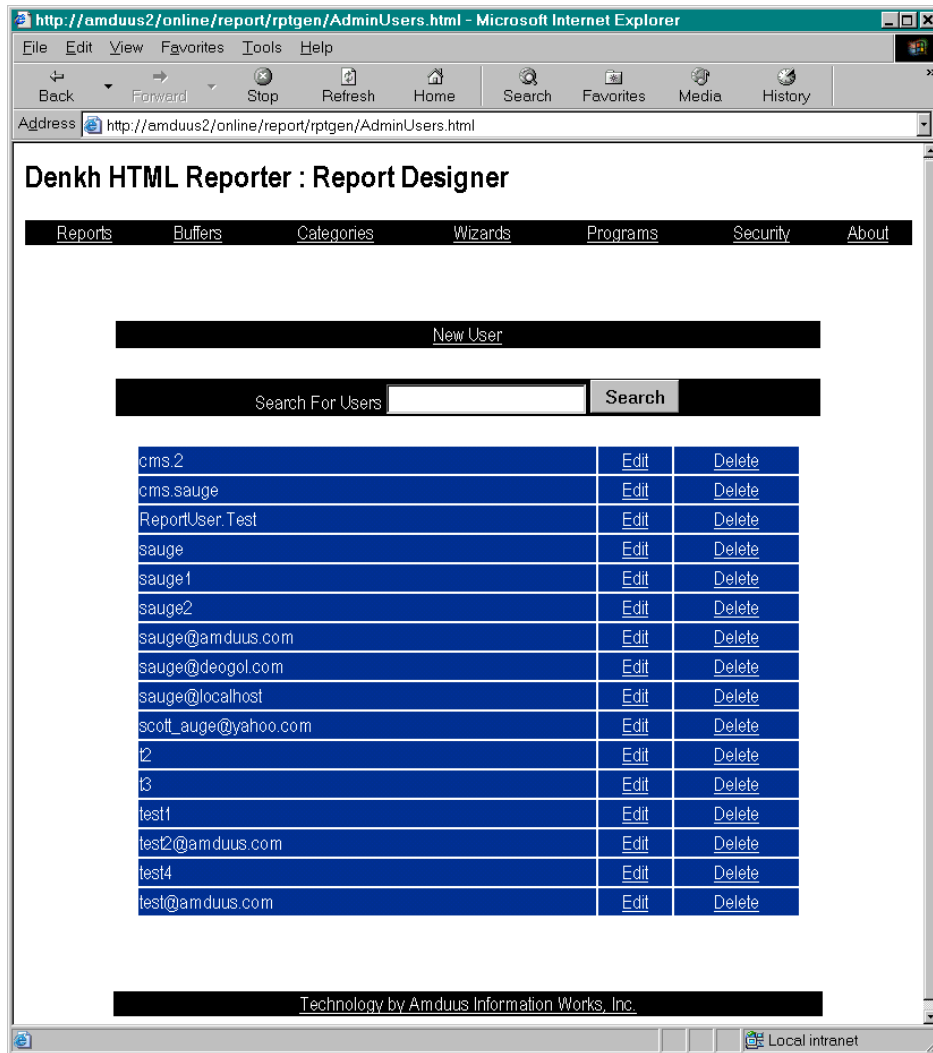 http://amduus2/online/report/rptgen/AdminUsers.html - Microsoft Internet Explorer
File Edit View Favorites Tools Help
Back Forward Stop Refresh Home Search Favorites Media History »
Address http://amduus2/online/report/rptgen/AdminUsers.html
Denkh HTML Reporter : Report Designer
Reports Buffers Categories Wizards Programs Security About
New User
Search For Users Search
cms.2 Edit Delete
cms.sauge Edit Delete
ReportUser.Test Edit Delete
sauge Edit Delete
sauge1 Edit Delete
sauge2 Edit Delete
sauge@amduus.com Edit Delete
sauge@deogol.com Edit Delete
sauge@localhost Edit Delete
scott_auge@yahoo.com Edit Delete
t2 Edit Delete
t3 Edit Delete
test1 Edit Delete
test2@amduus.com Edit Delete
test4 Edit Delete
test@amduus.com Edit Delete
Technology by Amduus Information Works, Inc.
Local intranet